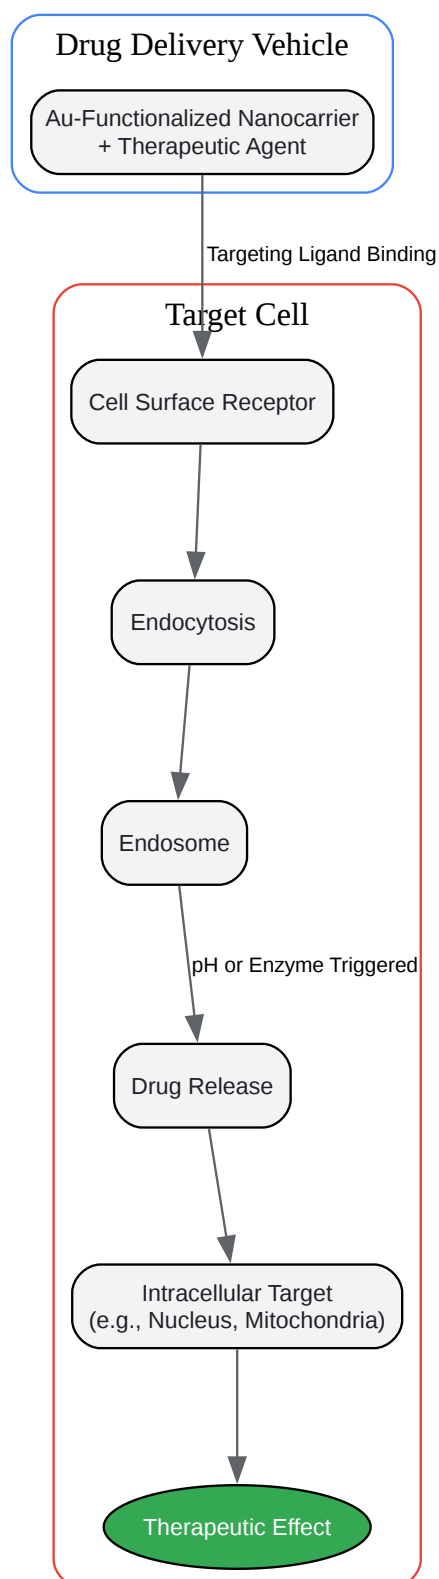 Drug Delivery Vehicle
Au-Functionalized Nanocarrier
+ Therapeutic Agent
Targeting Ligand Binding
Target Cell
Cell Surface Receptor
Endocytosis
Endosome
pH or Enzyme Triggered
Drug Release
Intracellular Target
(e.g., Nucleus, Mitochondria)
Therapeutic Effect